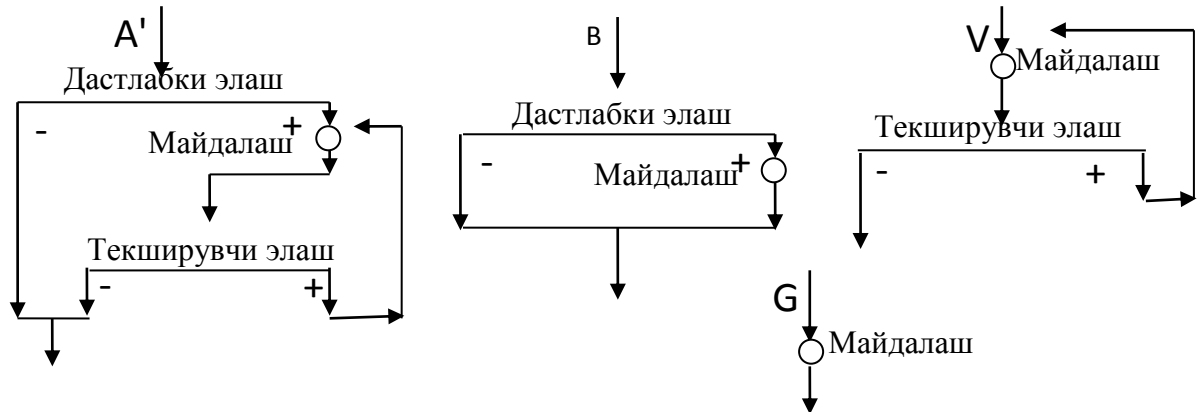 A'
Дастлабки элаш
-
+
Майдалаш
Текширувчи элаш
-
+
В
Дастлабки элаш
-
+
Майдалаш
V
Майдалаш
Текширувчи элаш
-
+
G
Майдалаш